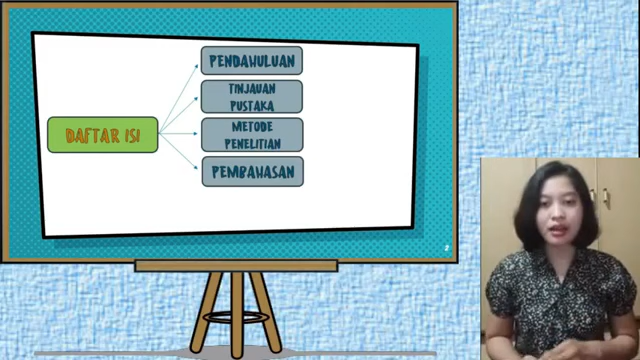 DAFTAR ISI
PENDAHULUAN
TINJAUAN
PUSTAKA
METODE
PENELITIAN
PEMBAHASAN
2